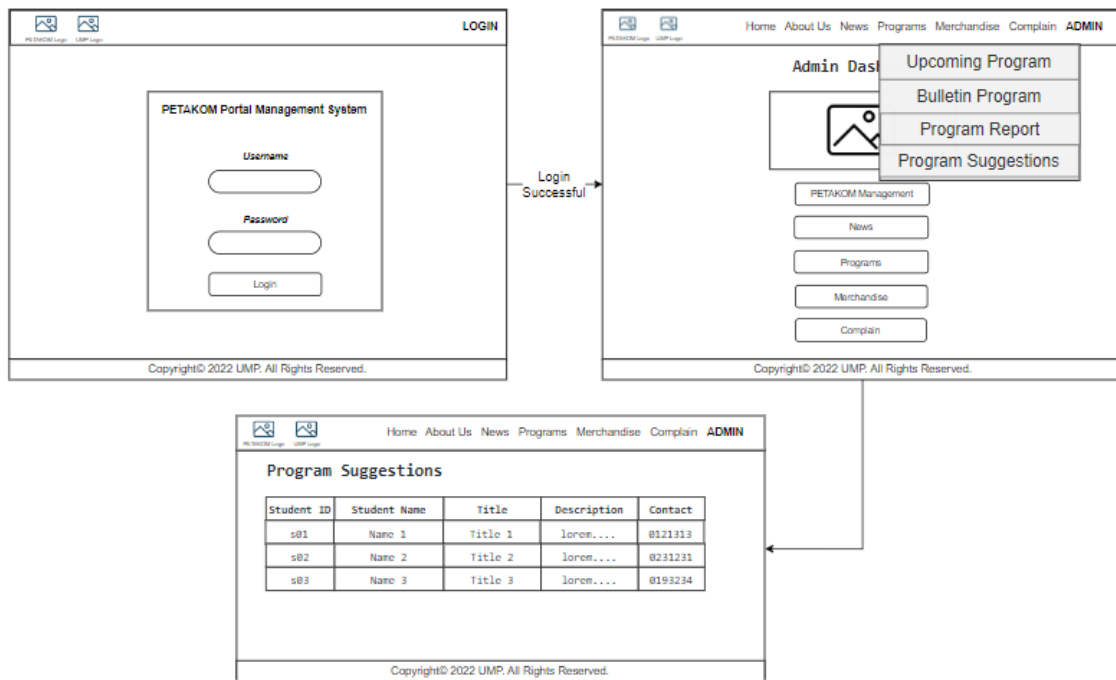 PETAKOM Logo UMP Logo LOGIN
PETAKOM Portal Management System
Username
Password
Login
Copyright© 2022 UMP. All Rights Reserved.
Login
Successful
PETAKOM Logo UMP Logo Home About Us News Programs Merchandise Complain ADMIN
Admin Das
Upcoming Program
Bulletin Program
Program Report
Program Suggestions
PETAKOM Management
News
Programs
Merchandise
Complain
Copyright© 2022 UMP. All Rights Reserved.
PETAKOM Logo UMP Logo Home About Us News Programs Merchandise Complain ADMIN
Program Suggestions
Student ID Student Name Title Description Contact
s01 Name 1 Title 1 lorem.... 0121313
s02 Name 2 Title 2 lorem.... 0231231
s03 Name 3 Title 3 lorem.... 0193234
Copyright© 2022 UMP. All Rights Reserved.